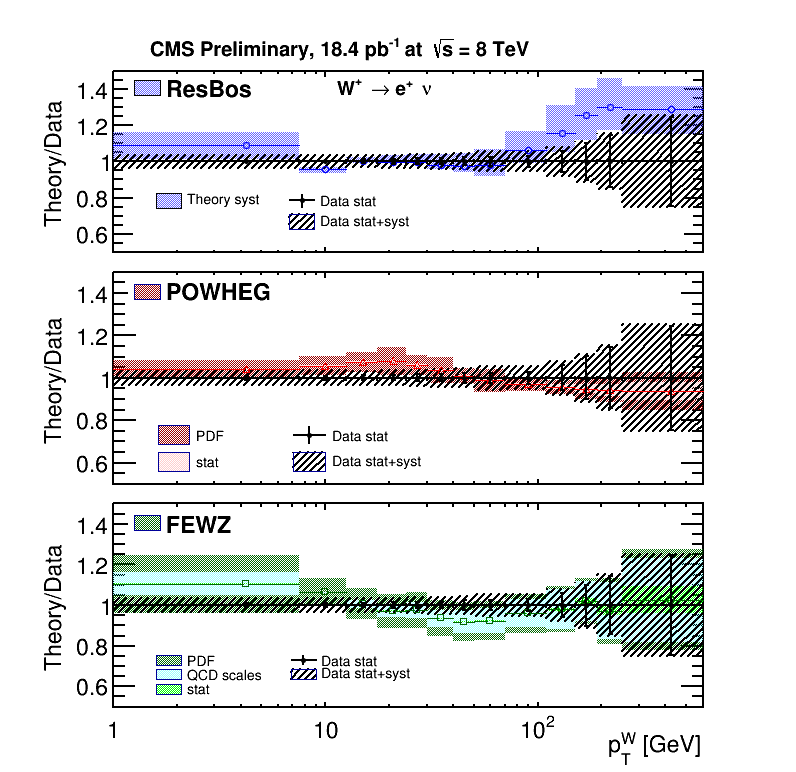 CMS Preliminary, 18.4 pb⁻¹ at √s = 8 TeV
ResBos
W⁺ → e⁺ ν
Theory/Data
1.4
1.2
1
0.8
0.6
Theory syst
Data stat
Data stat+syst
POWHEG
Theory/Data
1.4
1.2
1
0.8
0.6
PDF
stat
Data stat
Data stat+syst
FEWZ
Theory/Data
1.4
1.2
1
0.8
0.6
PDF
QCD scales
stat
Data stat
Data stat+syst
1
10
10²
p_T^W [GeV]